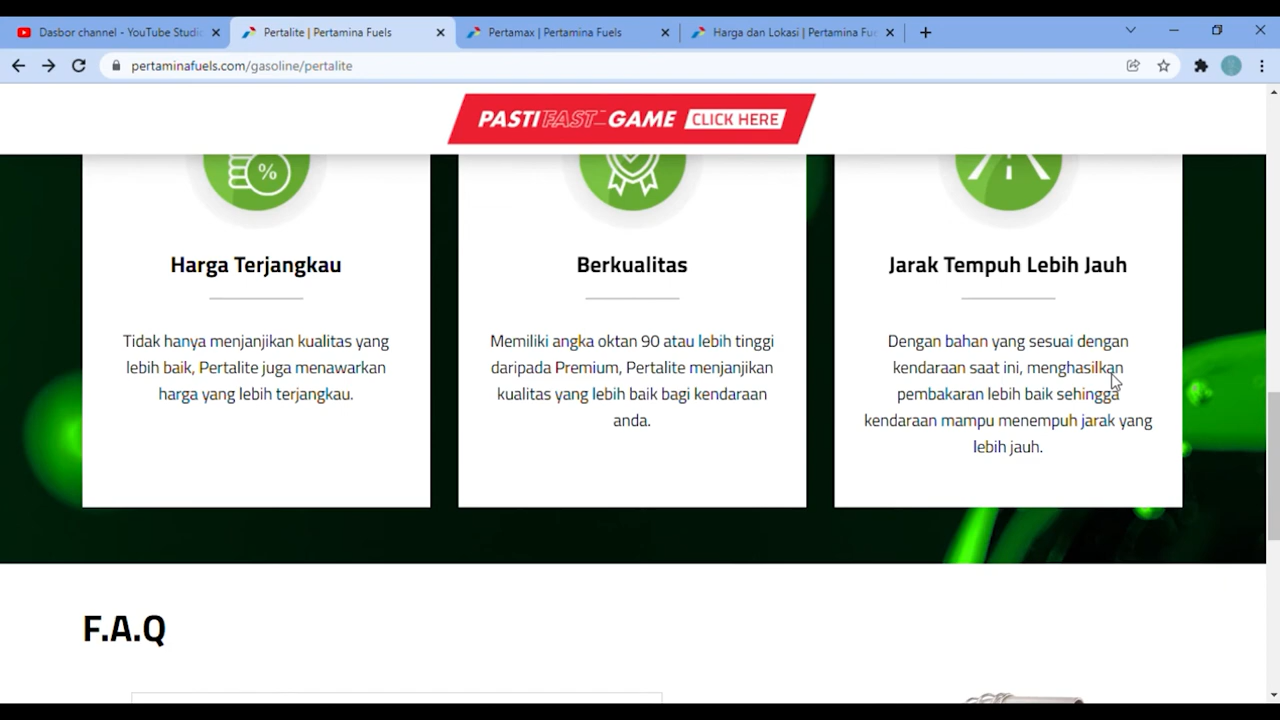 Dasbor channel - YouTube Studio
Pertalite | Pertamina Fuels
Pertamax | Pertamina Fuels
Harga dan Lokasi | Pertamina Fue
pertaminafuels.com/gasoline/pertalite
PASTI FAST_ GAME CLICK HERE
%
Harga Terjangkau
Tidak hanya menjanjikan kualitas yang
lebih baik, Pertalite juga menawarkan
harga yang lebih terjangkau.
Berkualitas
Memiliki angka oktan 90 atau lebih tinggi
daripada Premium, Pertalite menjanjikan
kualitas yang lebih baik bagi kendaraan
anda.
Jarak Tempuh Lebih Jauh
Dengan bahan yang sesuai dengan
kendaraan saat ini, menghasilkan
pembakaran lebih baik sehingga
kendaraan mampu menempuh jarak yang
lebih jauh.
F.A.Q